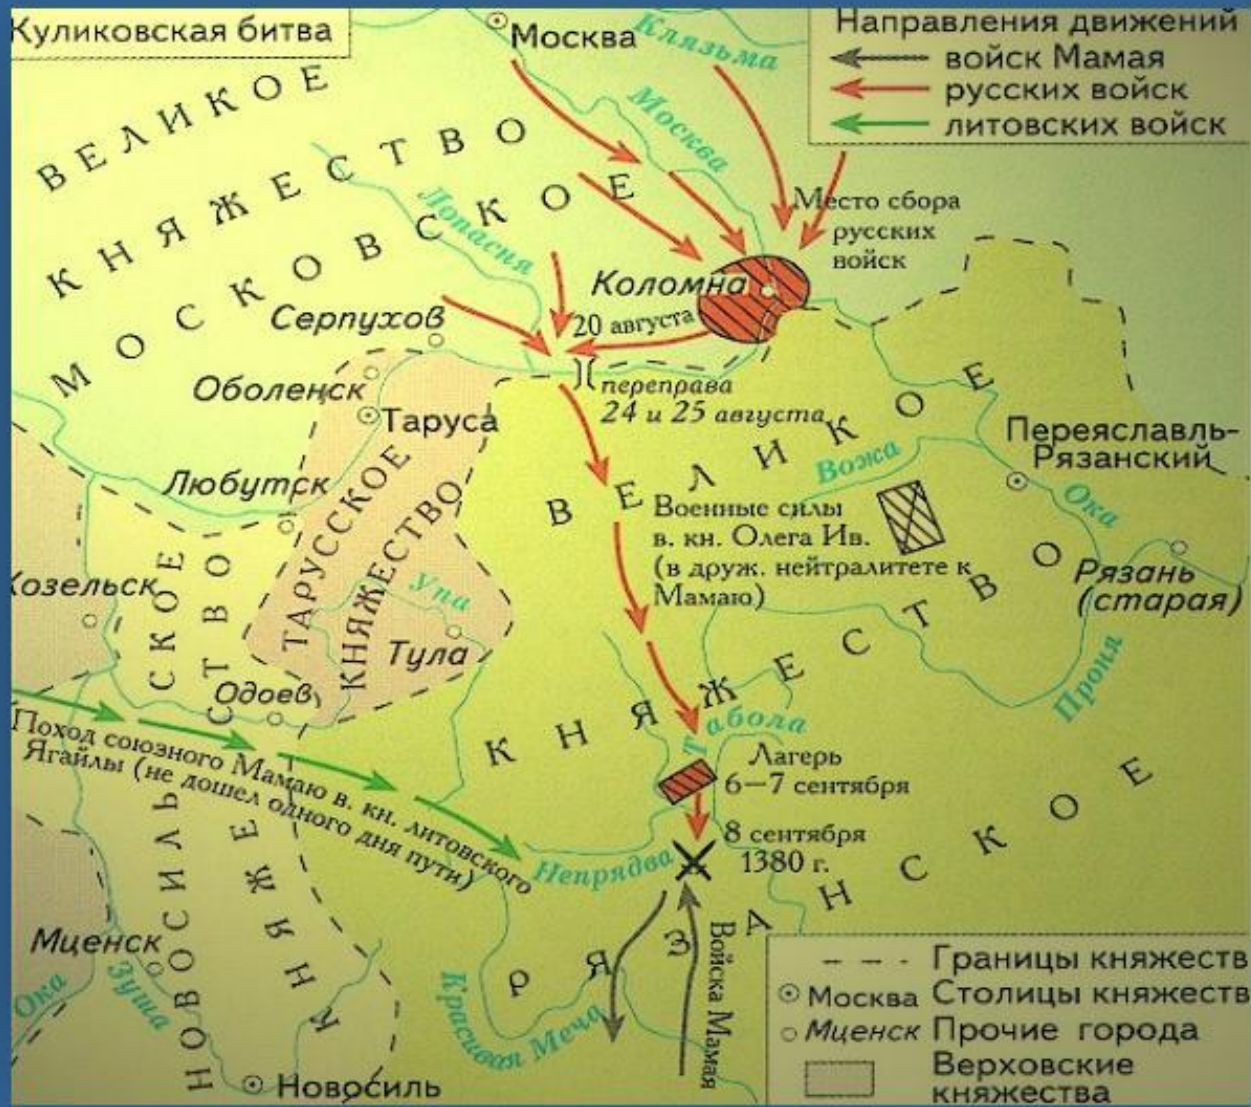 Куликовская битва
Направления движений
войск Мамая
русских войск
литовских войск
Москва
Клязьма
Москва
ВЕЛИКОЕ
КНЯЖЕСТВО
МОСКОВСКОЕ
Лопасня
Место сбора
русских
войск
Коломна
20 августа
Серпухов
Оболенск
Таруса
переправа
24 и 25 августа
Любутск
ТАРУССКОЕ
КНЯЖЕСТВО
Упа
Тула
Козельск
Одоев
Переяславль-
Рязанский
Вожа
Ока
Рязань
(старая)
Проня
Военные силы
в. кн. Олега Ив.
(в друж. нейтралитете к
Мамаю)
ВЕЛИКОЕ
КНЯЖЕСТВО
РЯЗАНСКОЕ
Табола
Лагерь
6—7 сентября
8 сентября
1380 г.
Непрядва
Поход союзного Мамаю в. кн. литовского
Ягайлы (не дошел одного дня пути)
НОВОСИЛЬСКОЕ
КНЯЖЕСТВО
Мценск
Зуша
Ока
Новосиль
Красивая Меча
Войска Мамая
Границы княжеств
Москва Столицы княжеств
Мценск Прочие города
Верховские
княжества